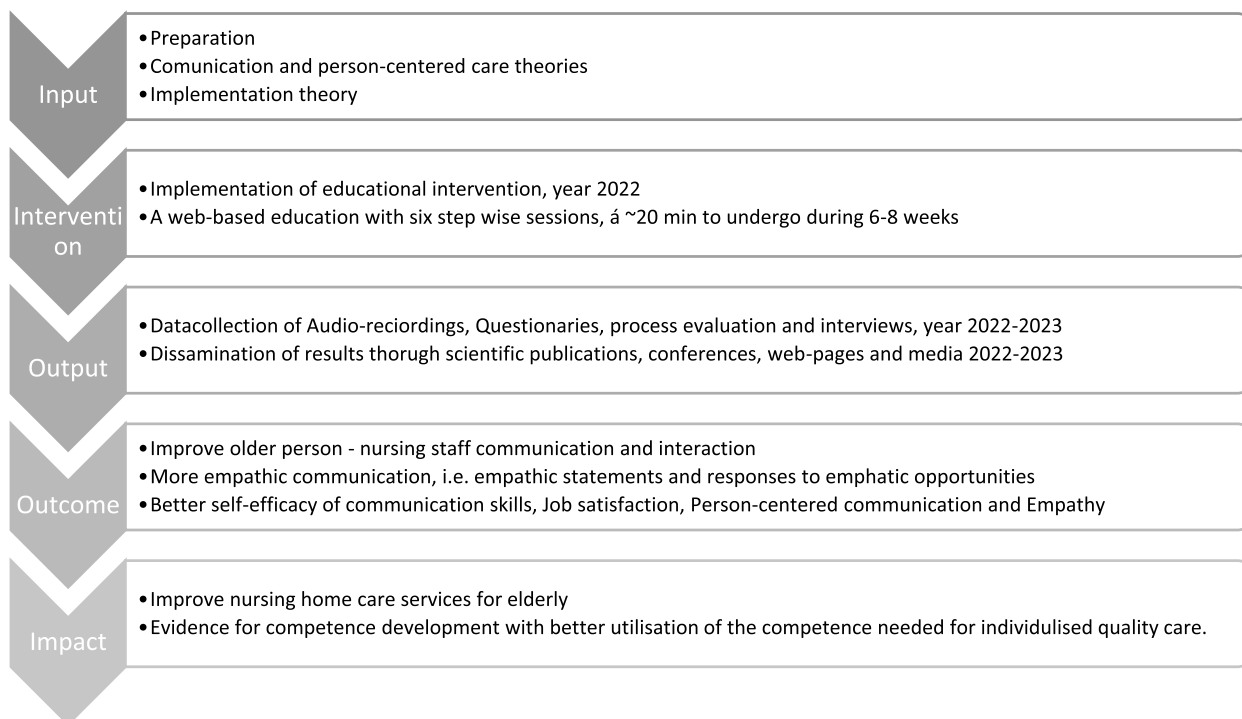 Input
•Preparation
•Comunication and person-centered care theories
•Implementation theory
Interventi
on
•Implementation of educational intervention, year 2022
•A web-based education with six step wise sessions, á ~20 min to undergo during 6-8 weeks
Output
•Datacollection of Audio-reciordings, Questionaries, process evaluation and interviews, year 2022-2023
•Dissamination of results thorugh scientific publications, conferences, web-pages and media 2022-2023
Outcome
•Improve older person - nursing staff communication and interaction
•More empathic communication, i.e. empathic statements and responses to emphatic opportunities
•Better self-efficacy of communication skills, Job satisfaction, Person-centered communication and Empathy
Impact
•Improve nursing home care services for elderly
•Evidence for competence development with better utilisation of the competence needed for individulised quality care.